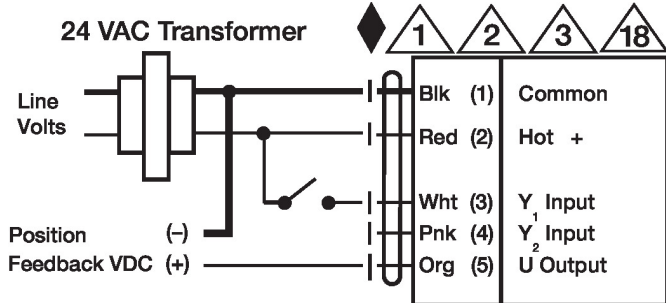 24 VAC Transformer
1 2 3 18
Line
Volts
Blk (1) Common
Red (2) Hot +
Wht (3) Y1 Input
Pnk (4) Y2 Input
Org (5) U Output
Position (–)
Feedback VDC (+)